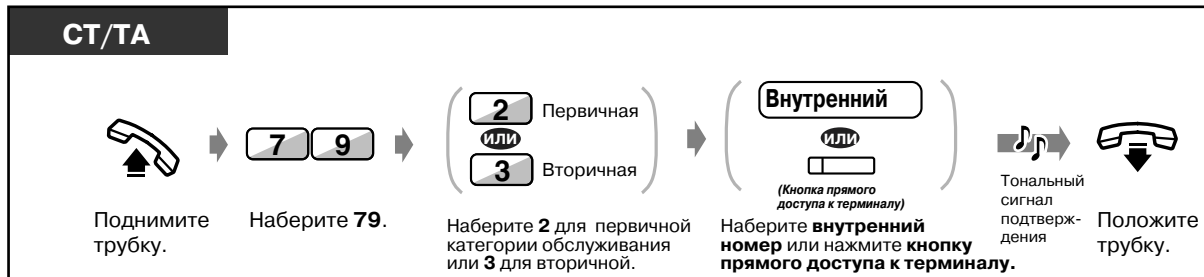 СТ/ТА
Поднимите
трубку.
7 9
Наберите 79.
2 Первичная
или
3 Вторичная
Наберите 2 для первичной
категории обслуживания
или 3 для вторичной.
Внутренний
или
(Кнопка прямого
доступа к терминалу)
Наберите внутренний
номер или нажмите кнопку
прямого доступа к терминалу.
Тональный
сигнал
подтверж-
дения
Положите
трубку.